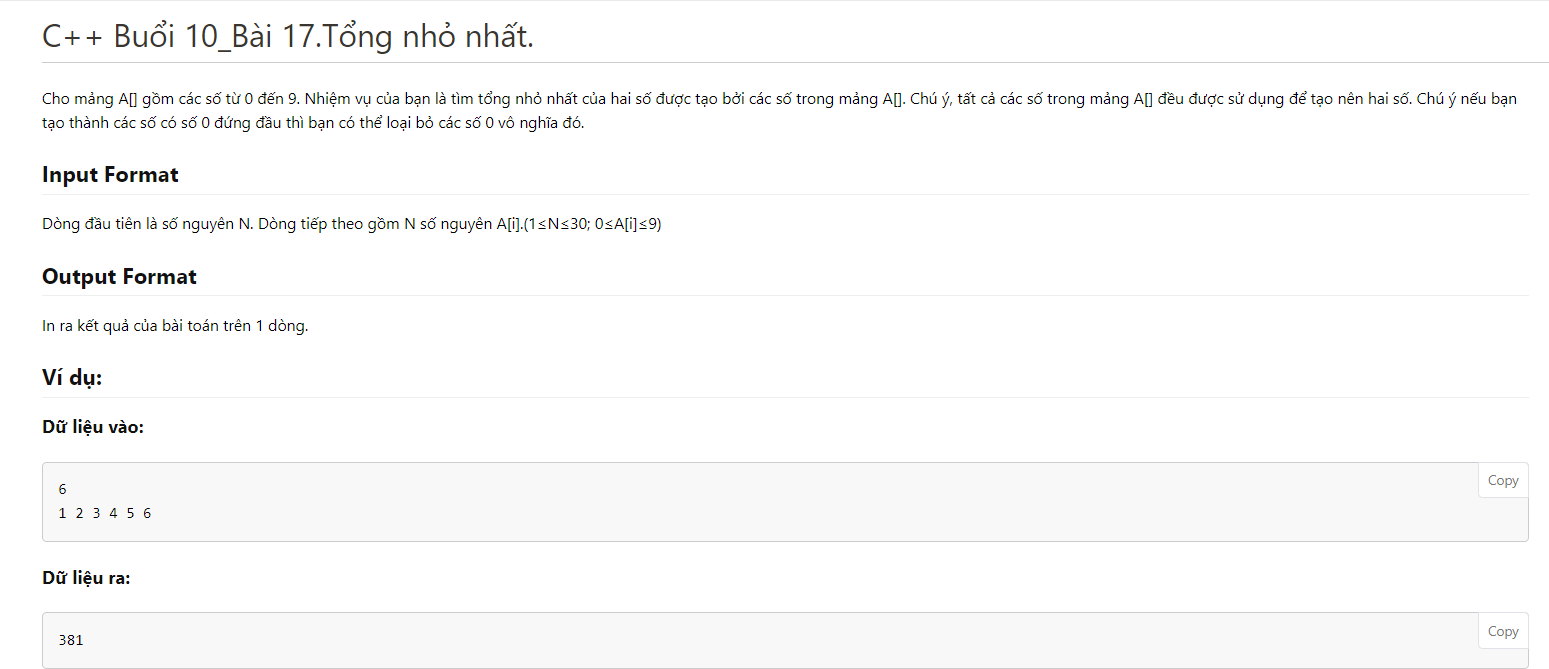 C++ Buổi 10_Bài 17.Tổng nhỏ nhất.
Cho mảng A[] gồm các số từ 0 đến 9. Nhiệm vụ của bạn là tìm tổng nhỏ nhất của hai số được tạo bởi các số trong mảng A[]. Chú ý, tất cả các số trong mảng A[] đều được sử dụng để tạo nên hai số. Chú ý nếu bạn
tạo thành các số có số 0 đứng đầu thì bạn có thể loại bỏ các số 0 vô nghĩa đó.
Input Format
Dòng đầu tiên là số nguyên N. Dòng tiếp theo gồm N số nguyên A[i].(1≤N≤30; 0≤A[i]≤9)
Output Format
In ra kết quả của bài toán trên 1 dòng.
Ví dụ:
Dữ liệu vào:
Copy
6
1 2 3 4 5 6
Dữ liệu ra:
Copy
381